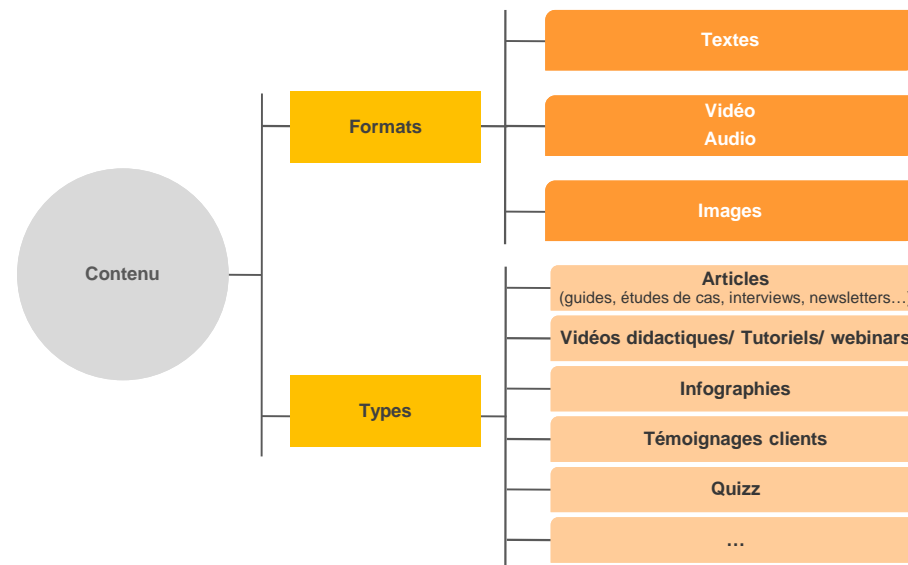 Contenu
Formats
Textes
Vidéo
Audio
Images
Types
Articles
(guides, études de cas, interviews, newsletters…)
Vidéos didactiques/ Tutoriels/ webinars
Infographies
Témoignages clients
Quizz
…